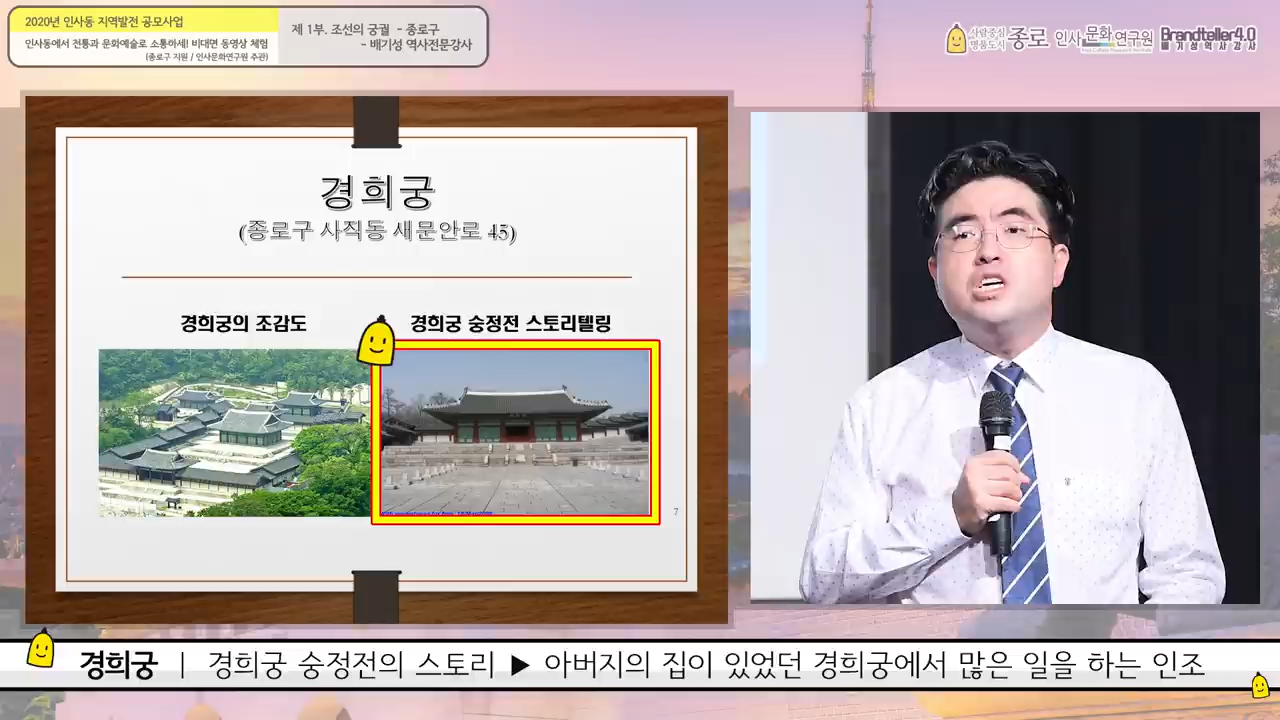 2020년 인사동 지역발전 공모사업
인사동에서 전통과 문화예술로 소통하세! 비대면 동영상 체험
(종로구 지원 / 인사문화연구원 주관)
제 1부. 조선의 궁궐 - 종로구
- 배기성 역사전문강사
사람중심
명품도시
종로
인사문화연구원
Brandteller4.0
배기성역사강사
경희궁
(종로구 사직동 새문안로 45)
경희궁의 조감도
경희궁 숭정전 스토리텔링
7
경희궁 | 경희궁 숭정전의 스토리 ▶ 아버지의 집이 있었던 경희궁에서 많은 일을 하는 인조